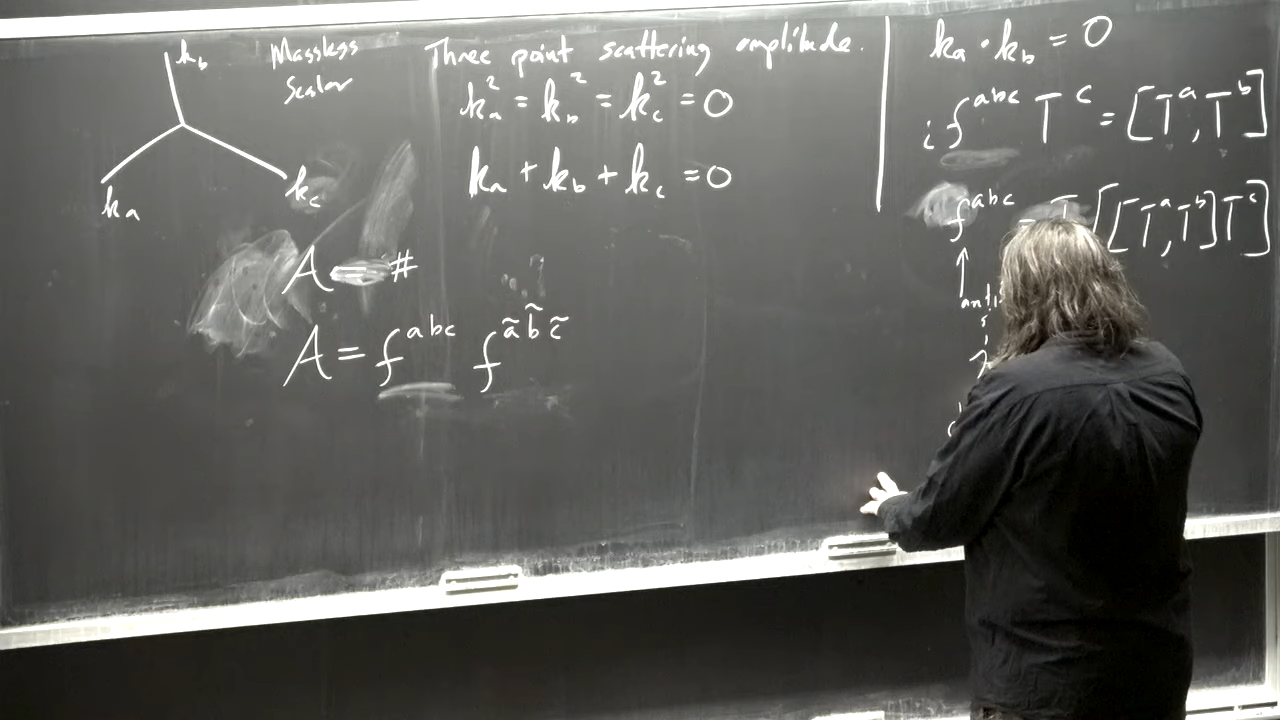 k_b
Massless
Scalar
k_a
k_c
Three point scattering amplitude.
k_a^2 = k_b^2 = k_c^2 = 0
k_a + k_b + k_c = 0
A = #
A = f^{abc} f^{ãb̃c̃}
k_a · k_b = 0
i f^{abc} T^c = [T^a, T^b]
f^{abc} = [[T^a, T^b] T^c]
↑